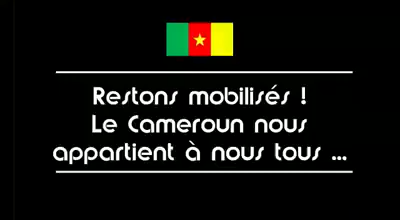 Restons mobilisés !
Le Cameroun nous
appartient à nous tous ...